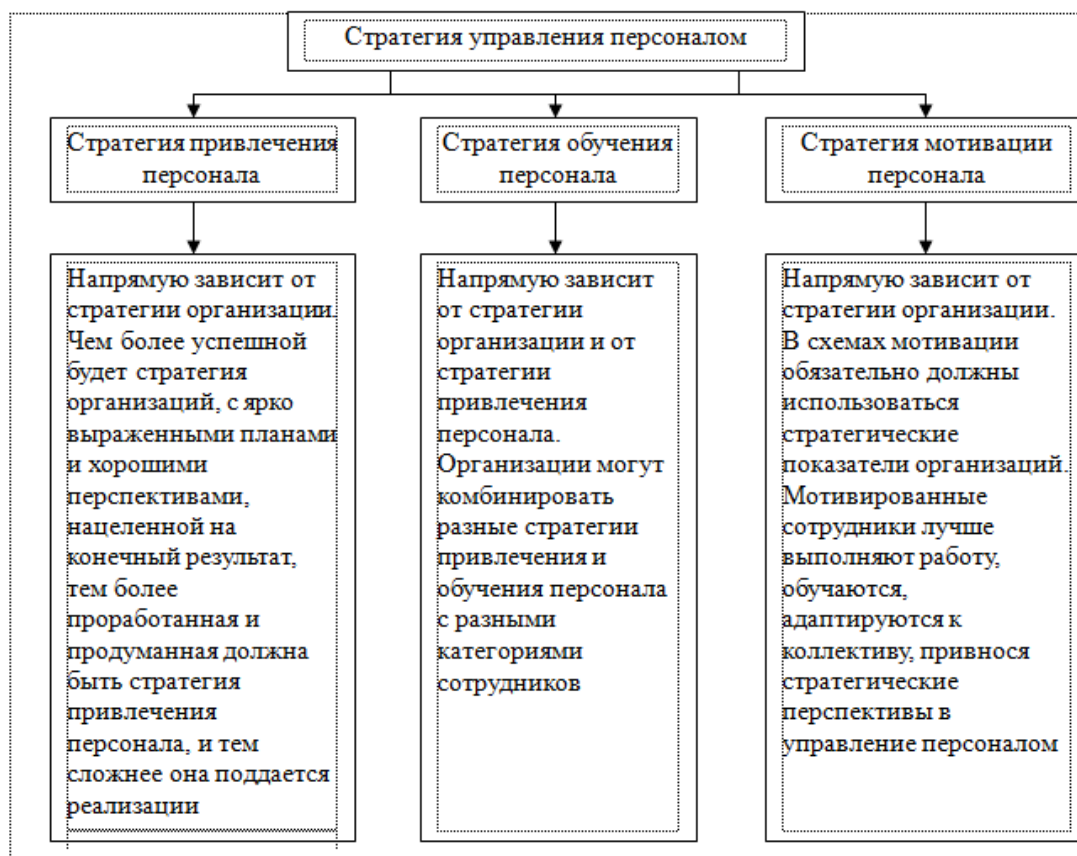 Стратегия управления персоналом
Стратегия привлечения
персонала
Стратегия обучения
персонала
Стратегия мотивации
персонала
Напрямую зависит от
стратегии организации.
Чем более успешной
будет стратегия
организаций, с ярко
выраженными планами
и хорошими
перспективами,
нацеленной на
конечный результат,
тем более
проработанная и
продуманная должна
быть стратегия
привлечения
персонала, и тем
сложнее она поддается
реализации
Напрямую зависит
от стратегии
организации и от
стратегии
привлечения
персонала.
Организации могут
комбинировать
разные стратегии
привлечения и
обучения персонала
с разными
категориями
сотрудников
Напрямую зависит от
стратегии организации.
В схемах мотивации
обязательно должны
использоваться
стратегические
показатели организаций.
Мотивированные
сотрудники лучше
выполняют работу,
обучаются,
адаптируются к
коллективу, привнося
стратегические
перспективы в
управление персоналом